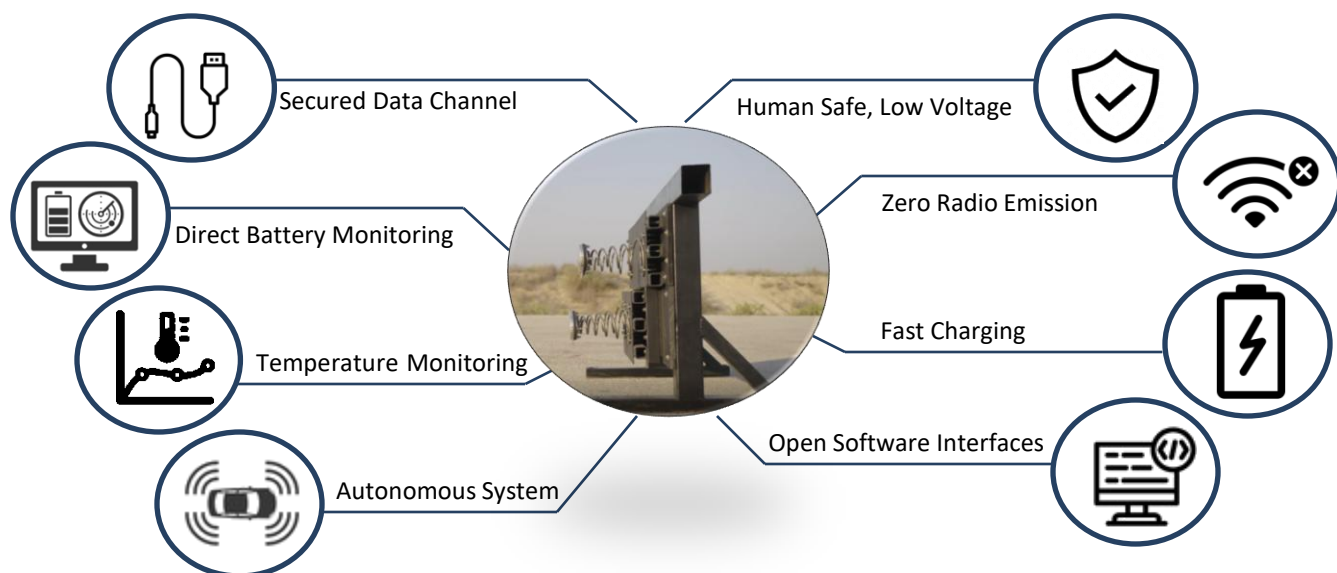 Secured Data Channel
Human Safe, Low Voltage
Direct Battery Monitoring
Zero Radio Emission
Temperature Monitoring
Fast Charging
Autonomous System
Open Software Interfaces
</>